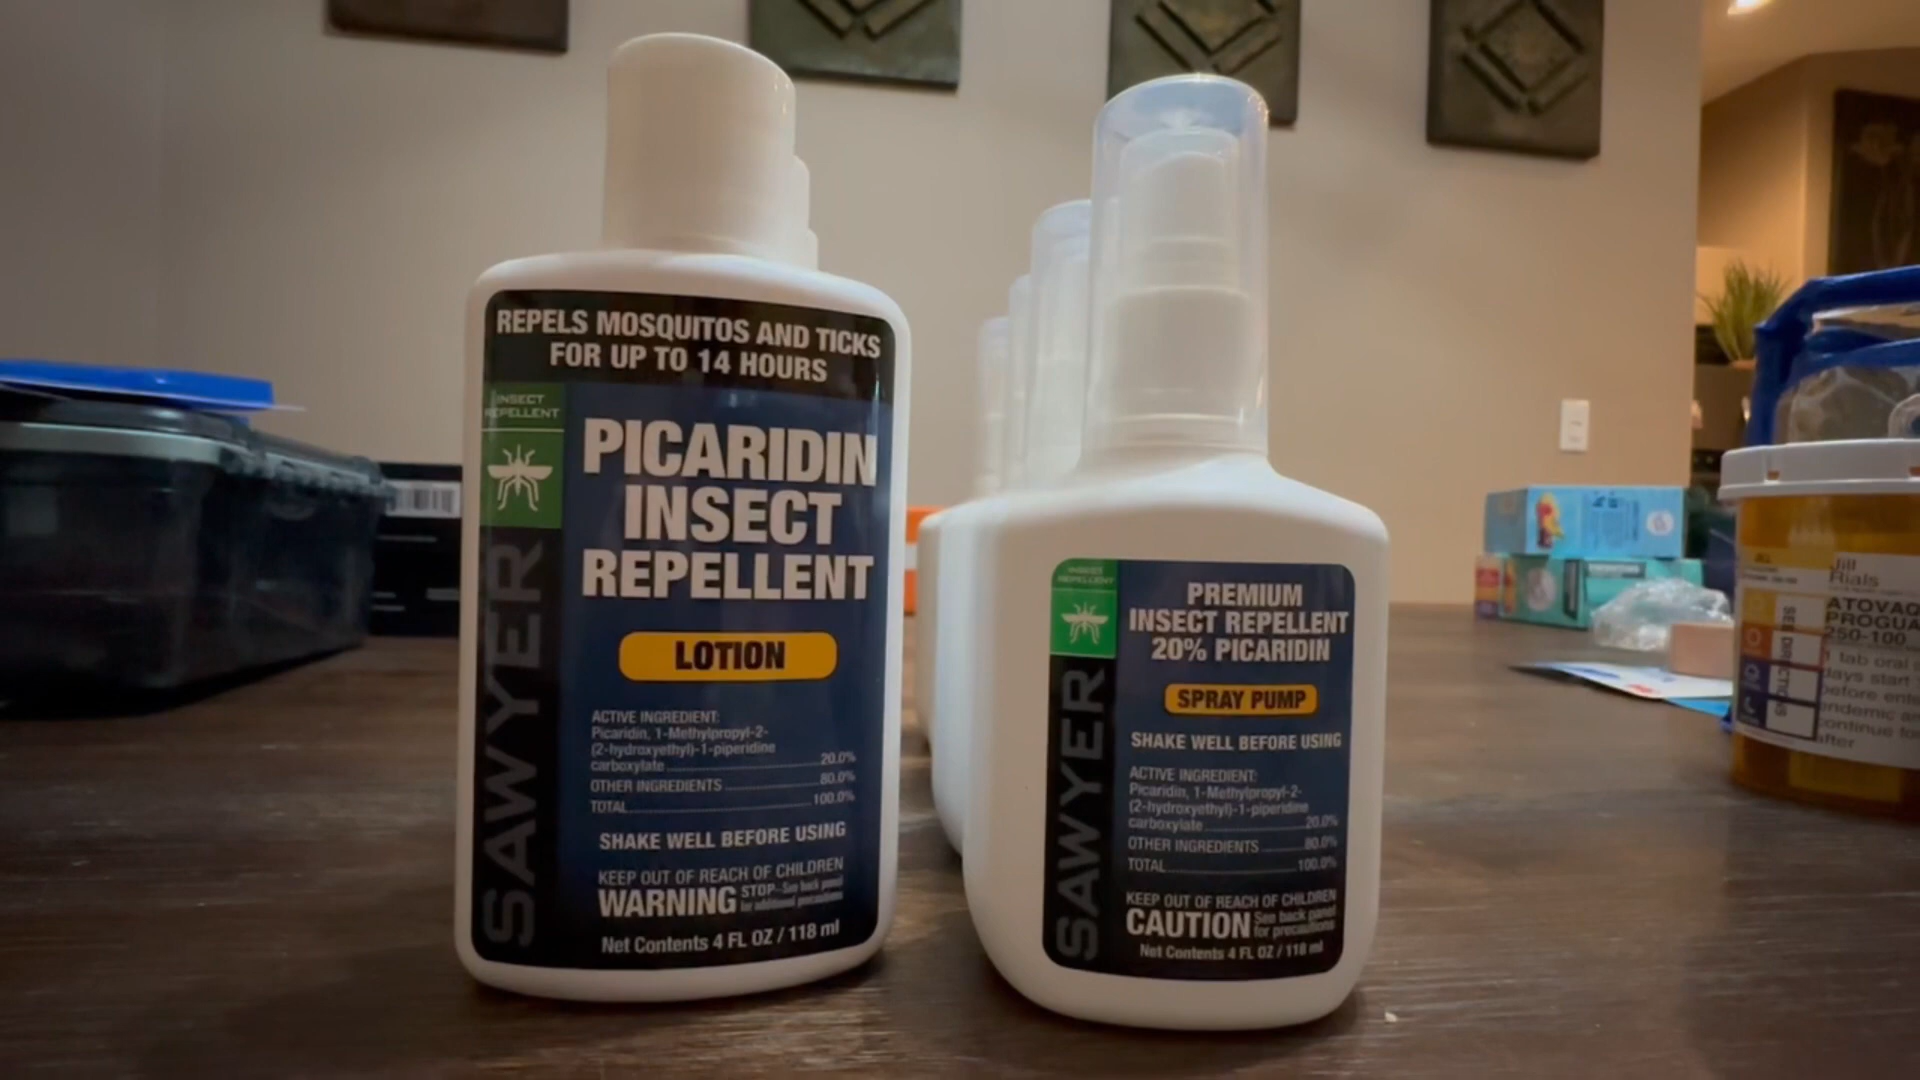 REPELS MOSQUITOS AND TICKS
FOR UP TO 14 HOURS
INSECT
REPELLENT
PICARIDIN
INSECT
REPELLENT
LOTION
SAWYER
ACTIVE INGREDIENT:
Picaridin, 1-Methylpropyl-2-
(2-hydroxyethyl)-1-piperidine
carboxylate 20.0%
OTHER INGREDIENTS 80.0%
TOTAL 100.0%
SHAKE WELL BEFORE USING
KEEP OUT OF REACH OF CHILDREN
WARNING STOP-See back panel
for additional precautions
Net Contents 4 FL OZ / 118 ml
INSECT
REPELLENT
PREMIUM
INSECT REPELLENT
20% PICARIDIN
SPRAY PUMP
SAWYER
SHAKE WELL BEFORE USING
ACTIVE INGREDIENT:
Picaridin, 1-Methylpropyl-2-
(2-hydroxyethyl)-1-piperidine
carboxylate 20.0%
OTHER INGREDIENTS 80.0%
TOTAL 100.0%
KEEP OUT OF REACH OF CHILDREN
CAUTION See back panel
for precautions
Net Contents 4 FL OZ / 118 ml
Jill
Rials
ATOVAQ
PROGUA
250-100
1 tab oral
days start
before ente
endemic a
continue fo
after